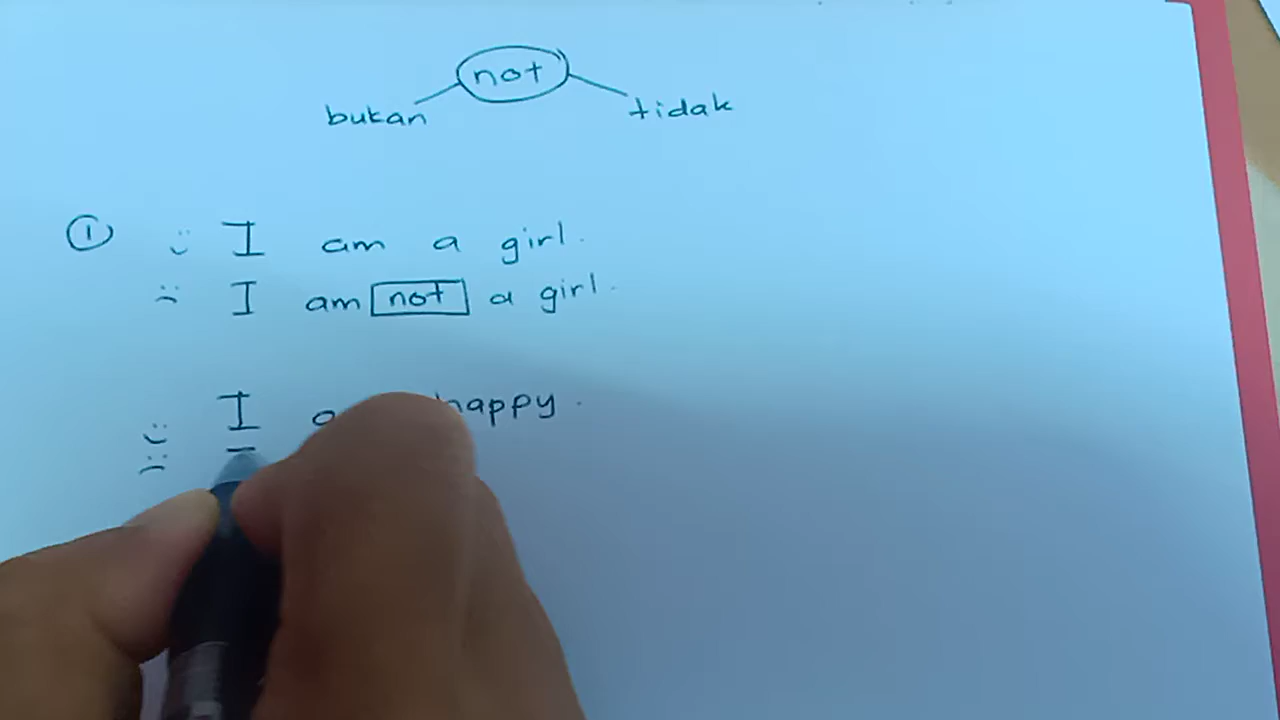 not
bukan tidak
① I am a girl.
I am not a girl.
I happy.